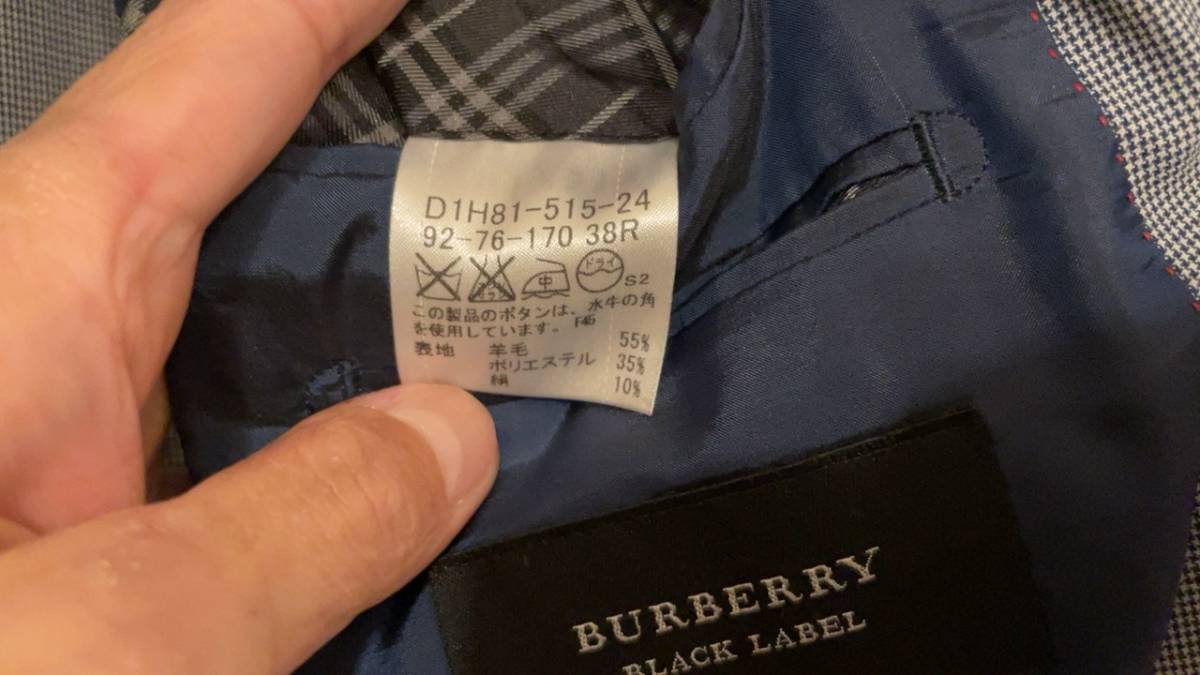 D1H81-515-24
92-76-170 38R
中 ドライ S2
この製品のボタンは、水牛の角
を使用しています。 F45
表地 羊毛 55%
ポリエステル 35%
絹 10%
BURBERRY
BLACK LABEL